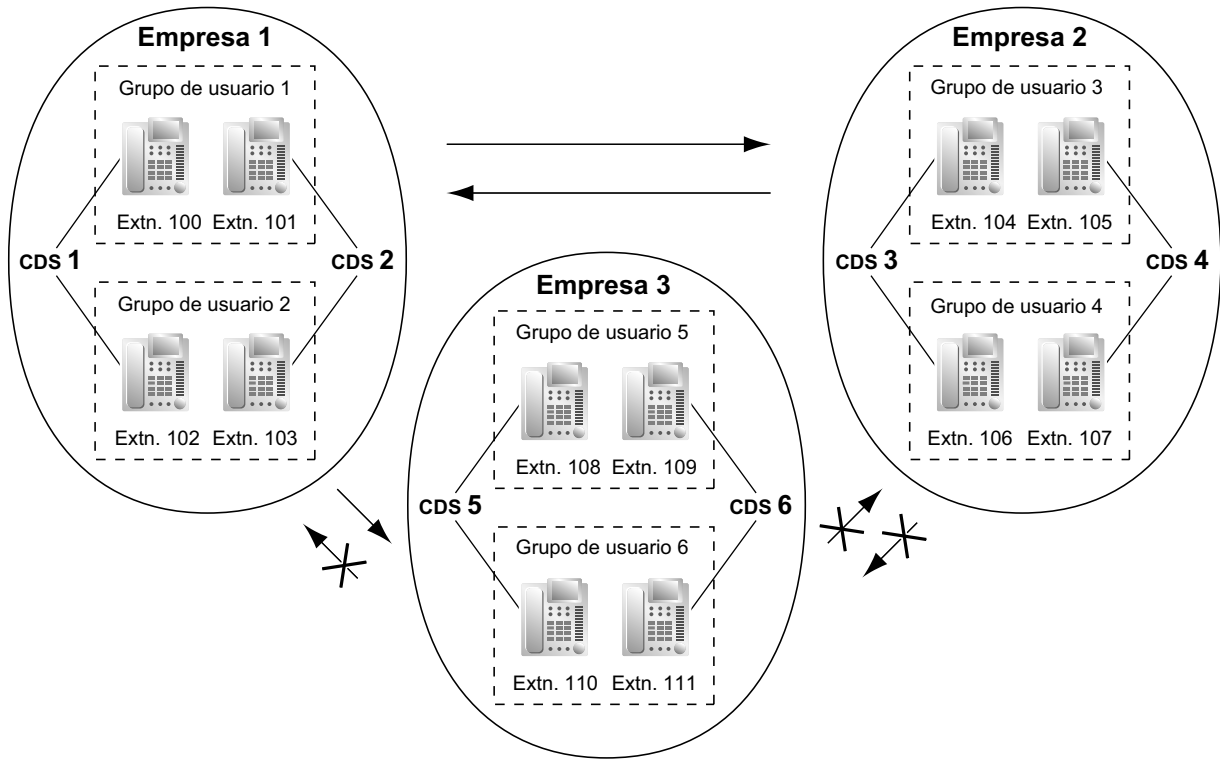 Empresa 1
Grupo de usuario 1
Extn. 100 Extn. 101
CDS 1 CDS 2
Grupo de usuario 2
Extn. 102 Extn. 103
Empresa 2
Grupo de usuario 3
Extn. 104 Extn. 105
CDS 3 CDS 4
Grupo de usuario 4
Extn. 106 Extn. 107
Empresa 3
Grupo de usuario 5
Extn. 108 Extn. 109
CDS 5 CDS 6
Grupo de usuario 6
Extn. 110 Extn. 111